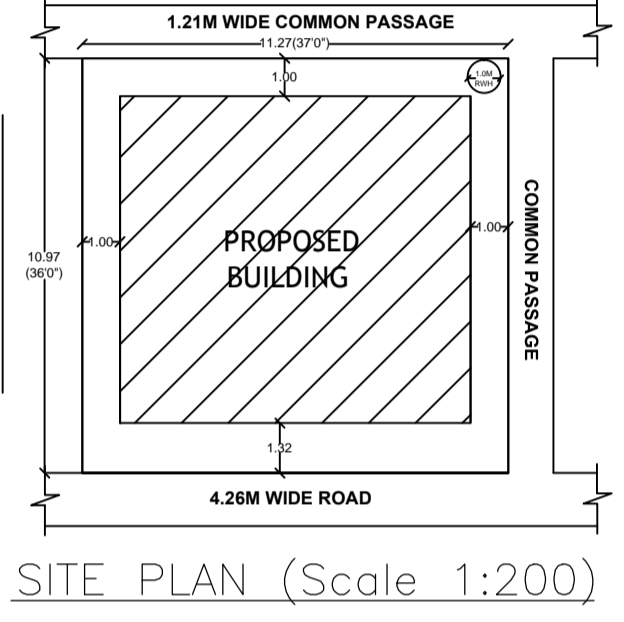 1.21M WIDE COMMON PASSAGE
11.27(37'0")
1.00
1.0M
RWH
1.00
1.00
PROPOSED
BUILDING
10.97
(36'0")
COMMON PASSAGE
1.32
4.26M WIDE ROAD
SITE PLAN (Scale 1:200)